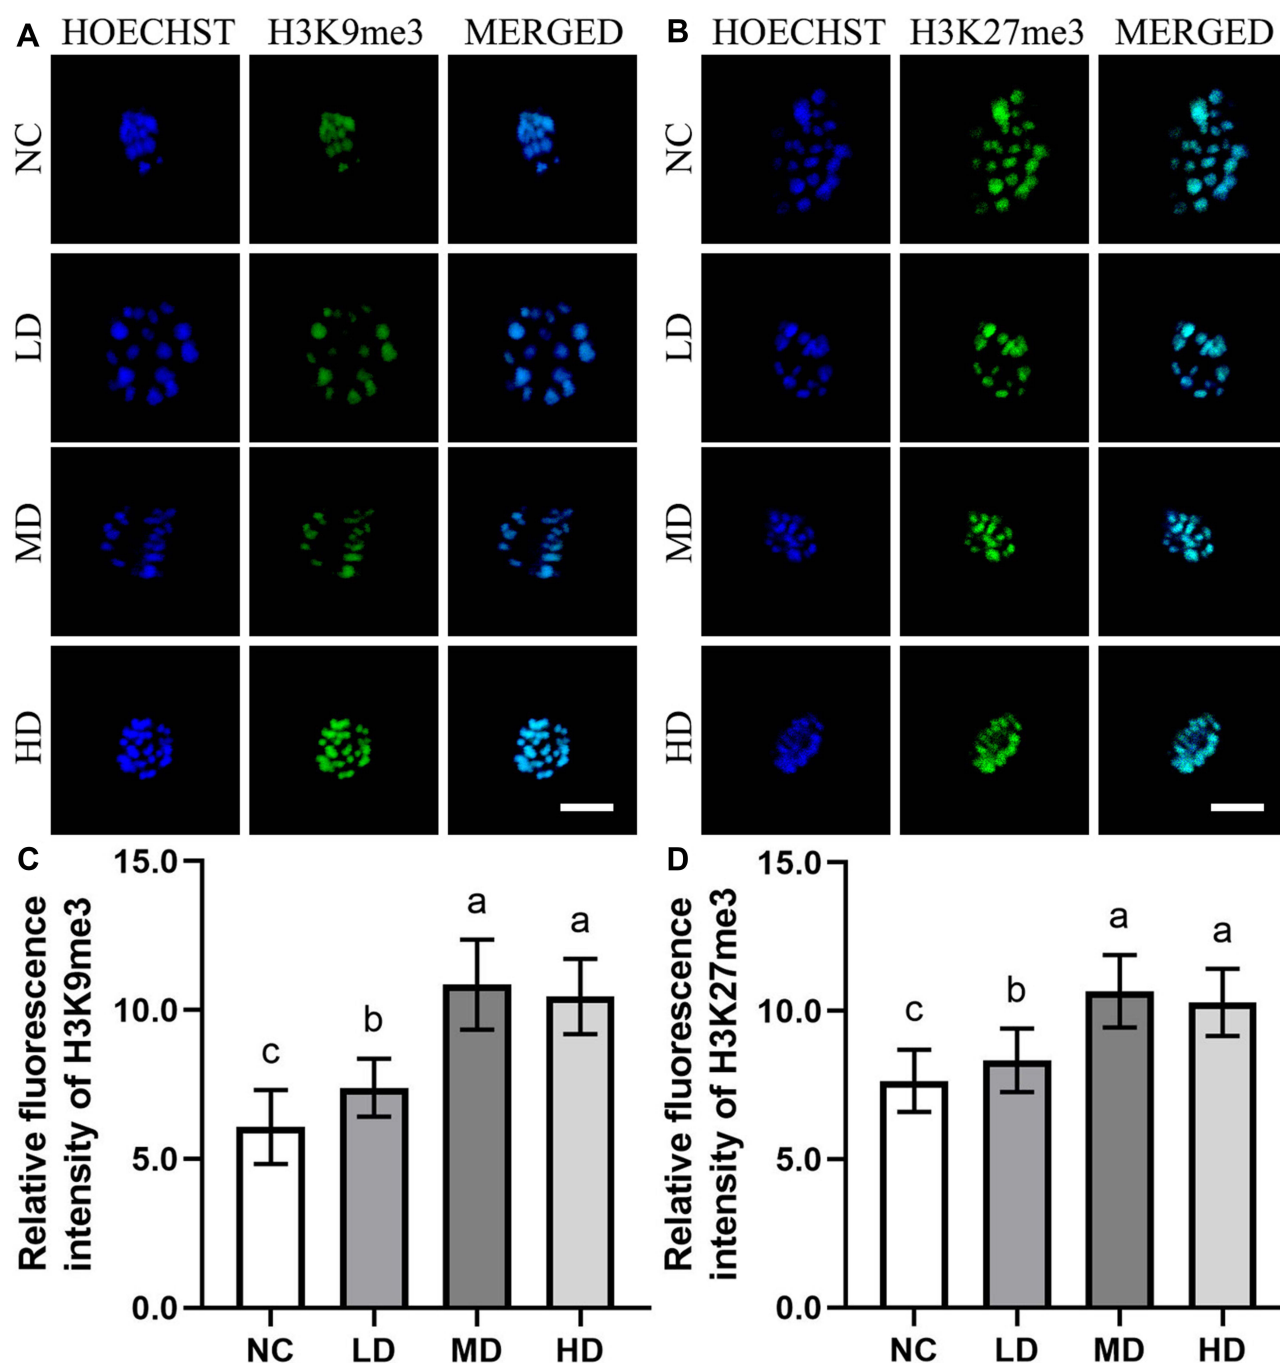 A HOECHST H3K9me3 MERGED
NC
LD
MD
HD
B HOECHST H3K27me3 MERGED
NC
LD
MD
HD
C
Relative fluorescence
intensity of H3K9me3
15.0
10.0
5.0
0.0
c b a a
NC LD MD HD
D
Relative fluorescence
intensity of H3K27me3
15.0
10.0
5.0
0.0
c b a a
NC LD MD HD